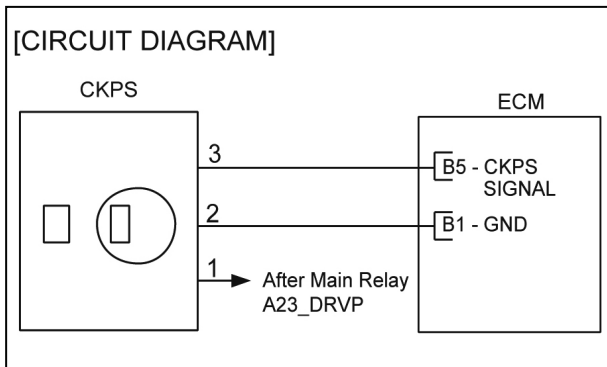 [CIRCUIT DIAGRAM]
CKPS
ECM
3
B5 - CKPS
SIGNAL
2
B1 - GND
1
After Main Relay
A23_DRVP